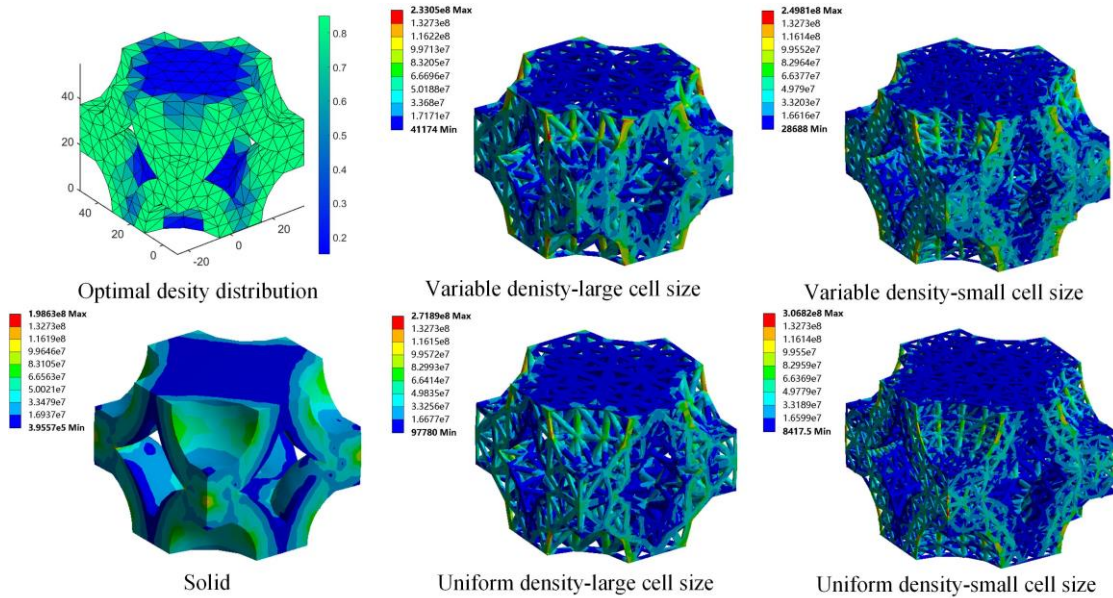 0.8
0.7
0.6
0.5
0.4
0.3
0.2
40
20
0
40
20
0
-20
0
20
Optimal desity distribution
2.3305e8 Max
1.3273e8
1.1622e8
9.9713e7
8.3205e7
6.6696e7
5.0188e7
3.368e7
1.7171e7
41174 Min
Variable denisty-large cell size
2.4981e8 Max
1.3273e8
1.1614e8
9.9552e7
8.2964e7
6.6377e7
4.979e7
3.3203e7
1.6616e7
28688 Min
Variable density-small cell size
1.9863e8 Max
1.3273e8
1.1619e8
9.9646e7
8.3105e7
6.6563e7
5.0021e7
3.3479e7
1.6937e7
3.9557e5 Min
Solid
2.7189e8 Max
1.3273e8
1.1615e8
9.9572e7
8.2993e7
6.6414e7
4.9835e7
3.3256e7
1.6677e7
97780 Min
Uniform density-large cell size
3.0682e8 Max
1.3273e8
1.1614e8
9.955e7
8.2959e7
6.6369e7
4.9779e7
3.3189e7
1.6599e7
8417.5 Min
Uniform density-small cell size